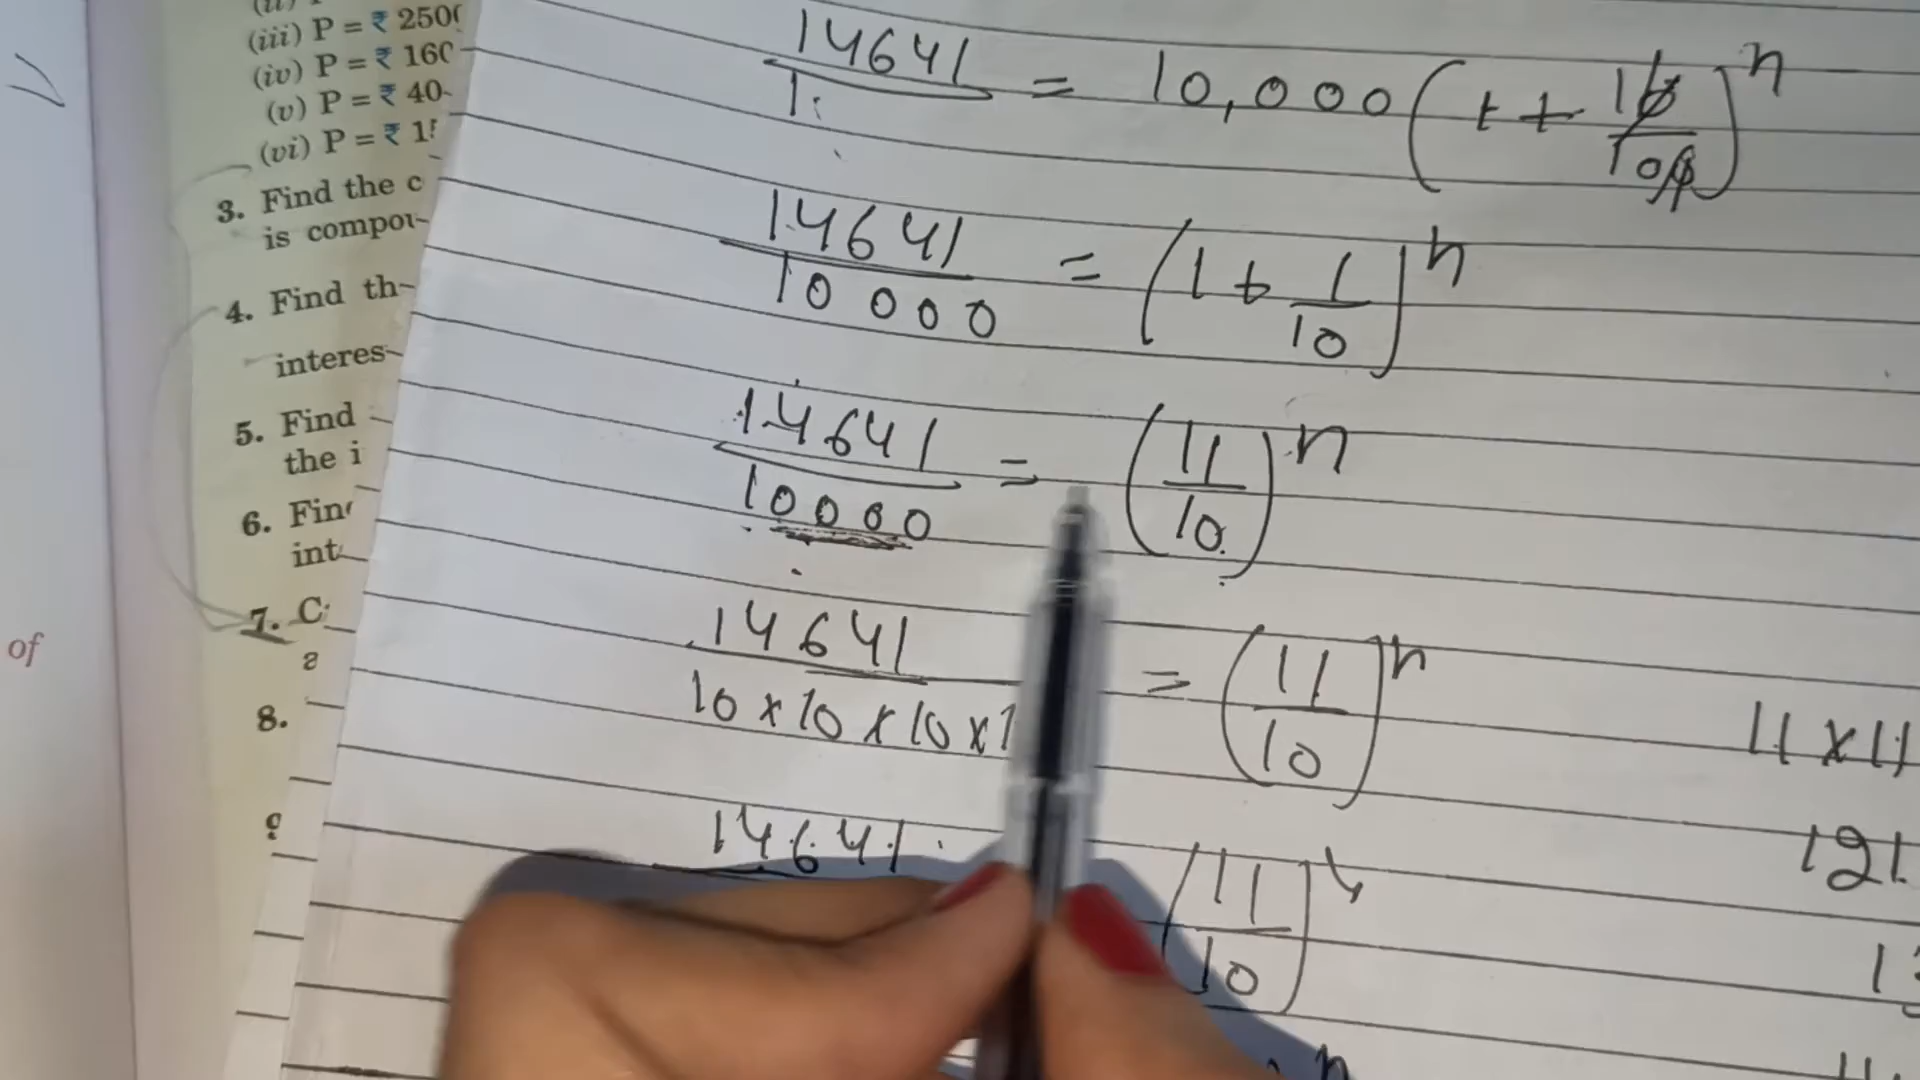 (iii) P = ₹ 250
(iv) P = ₹ 160
(v) P = ₹ 40
(vi) P = ₹ 1
3. Find the c
is compo
4. Find th
interes
5. Find
the i
6. Fin
int
7. C
8.
of
14641/1 = 10,000 (1 + 10/100)^n
14641/10000 = (1 + 1/10)^n
14641/10000 = (11/10)^n
14641/10×10×10×1 = (11/10)^n
14641 (11/10)
n
11×11
121